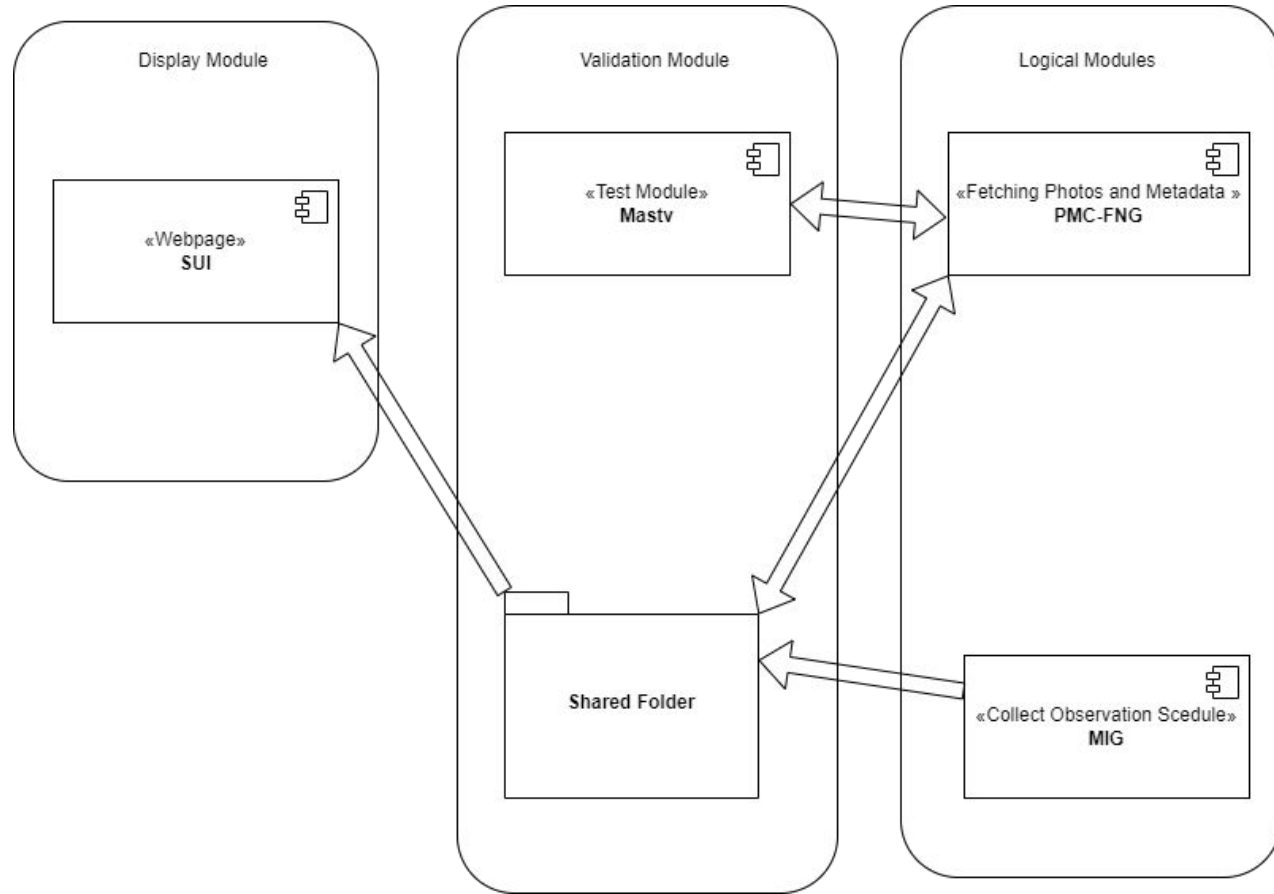 Display Module
«Webpage»
SUI
Validation Module
«Test Module»
Mastv
Shared Folder
Logical Modules
«Fetching Photos and Metadata »
PMC-FNG
«Collect Observation Scedule»
MIG